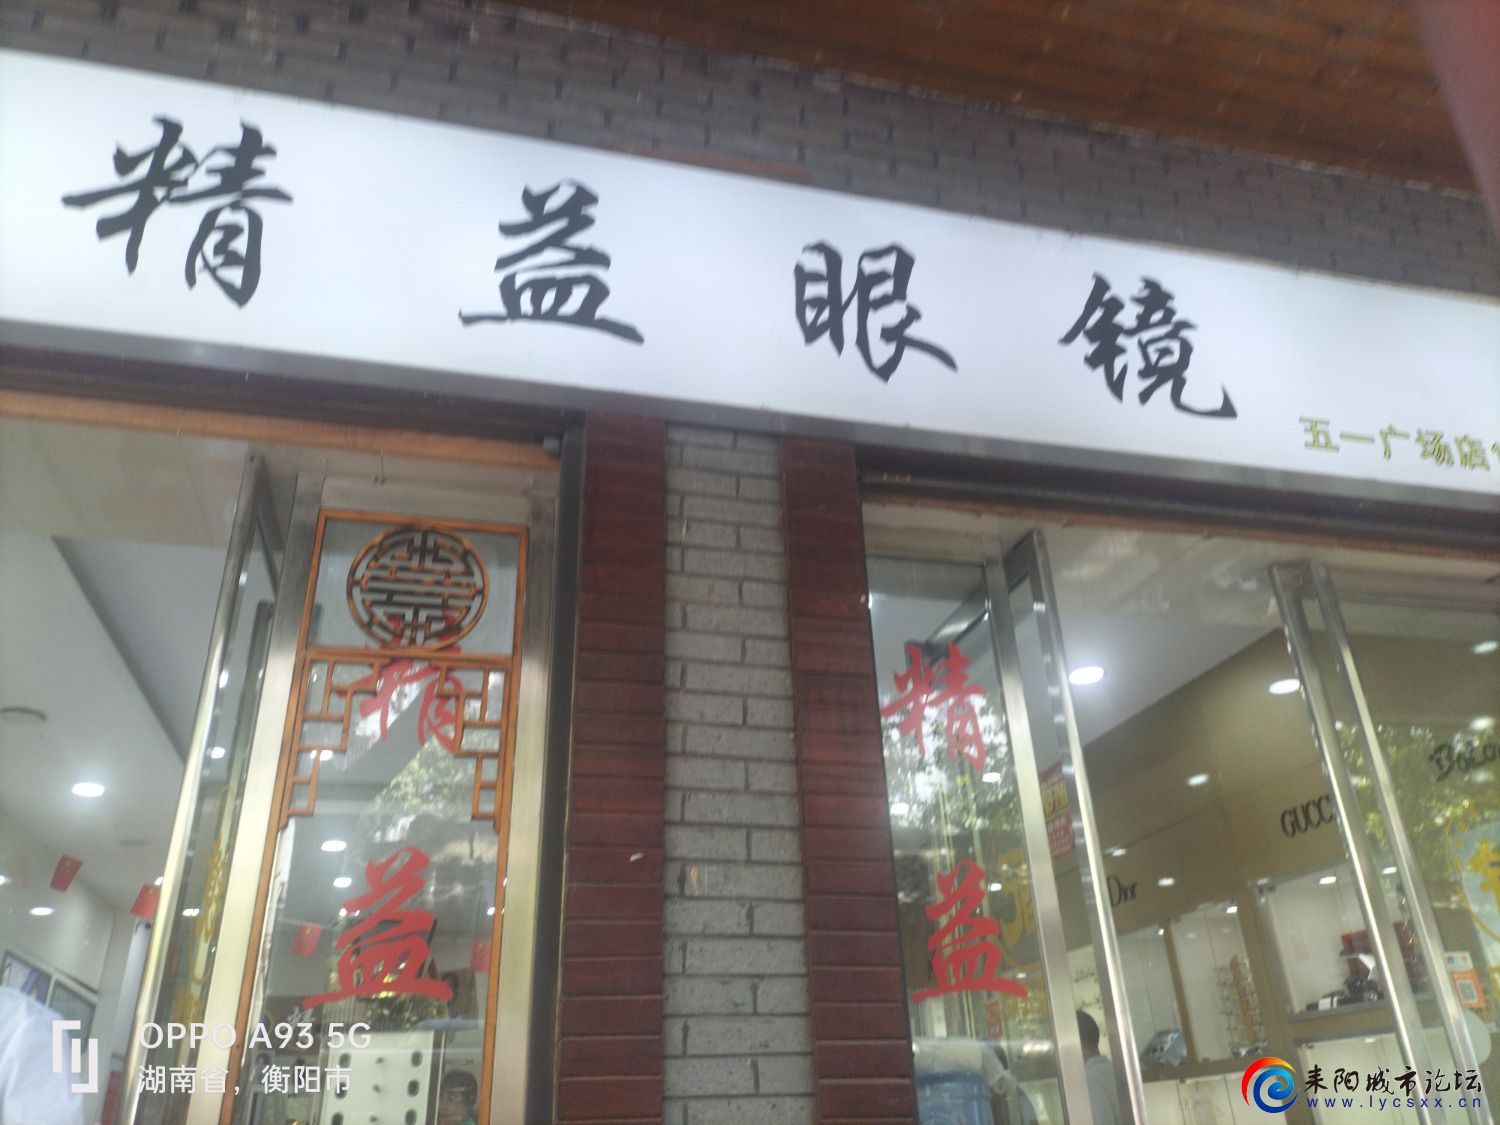 精益眼镜
五一广场店
精
益
精
益
GUCCI
Dior
OPPO A93 5G
湖南省，衡阳市
耒阳城市论坛
www.lycsxx.cn